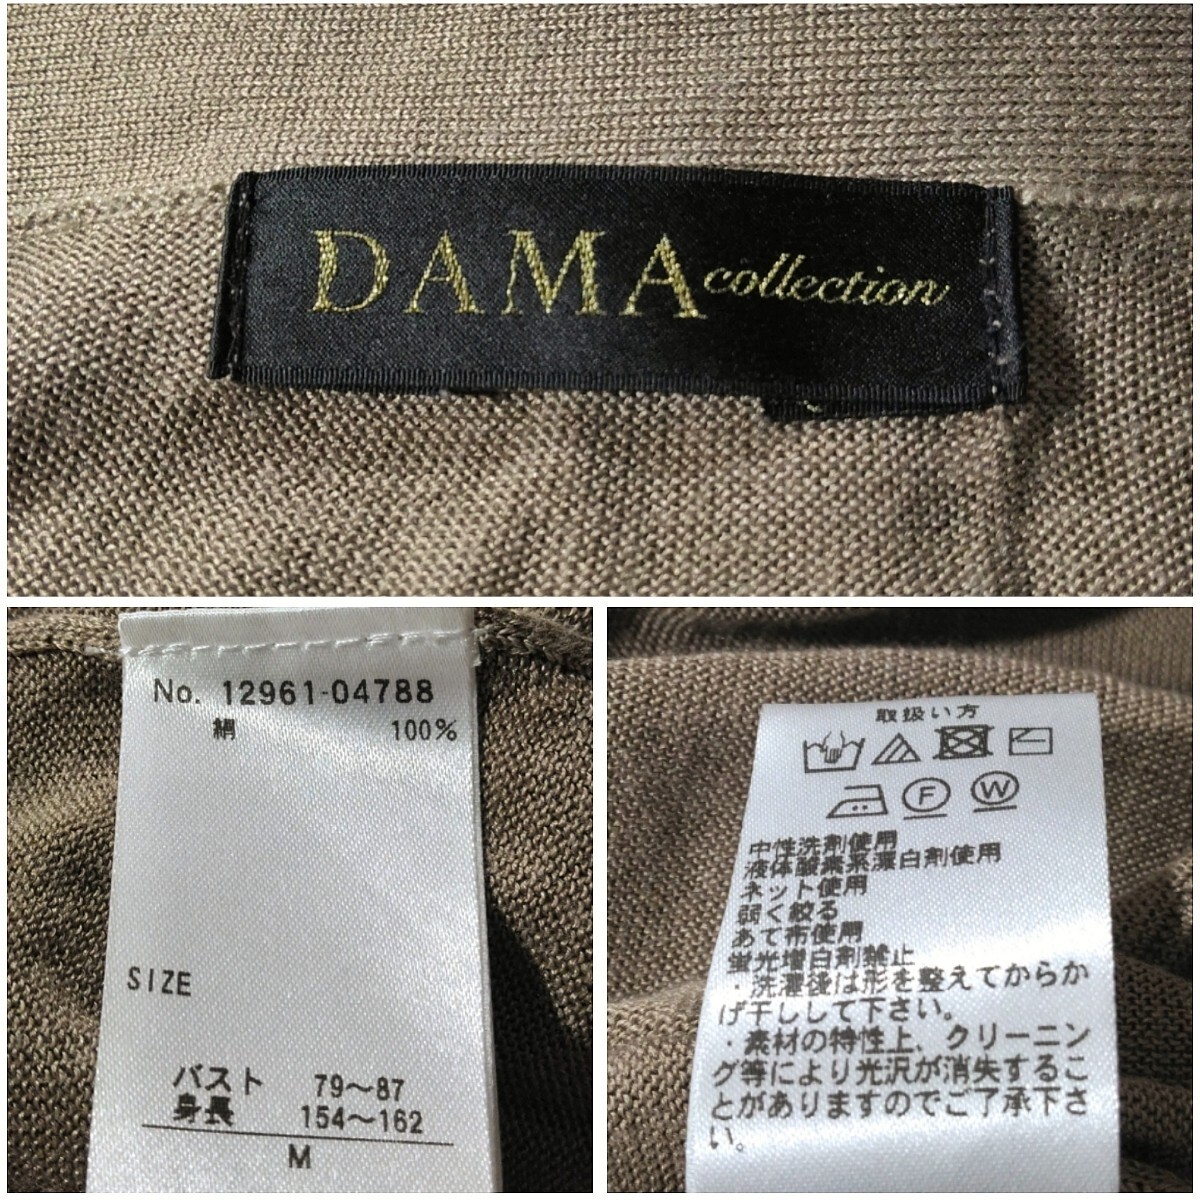 DAMA collection
No. 12961-04788
絹 100%
SIZE
バスト 79～87
身長 154～162
M
取扱い方
F W
中性洗剤使用
液体酸素系漂白剤使用
ネット使用
弱く絞る
あて布使用
蛍光増白剤禁止
・洗濯後は形を整えてからか
げ干しして下さい。
・素材の特性上、クリーニン
グ等により光沢が消失するこ
とがありますのでご了承下さ
い。